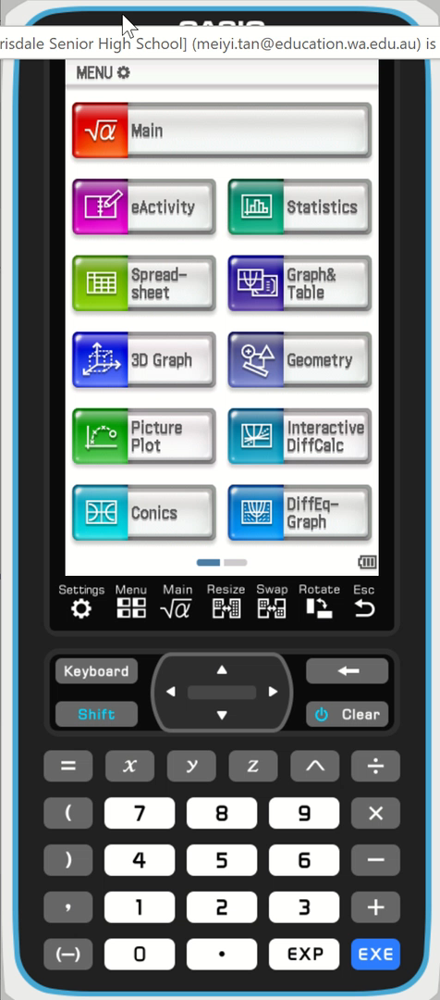 CASIO
risdale Senior High School] (meiyi.tan@education.wa.edu.au) is
MENU
√α Main
eActivity
Statistics
Spread-
sheet
Graph&
Table
3D Graph
Geometry
Picture
Plot
Interactive
DiffCalc
Conics
DiffEq-
Graph
Settings Menu Main Resize Swap Rotate Esc
√α
Keyboard
Shift Clear
= x y z ^ ÷
( 7 8 9 ×
) 4 5 6 −
, 1 2 3 +
(−) 0 • EXP EXE